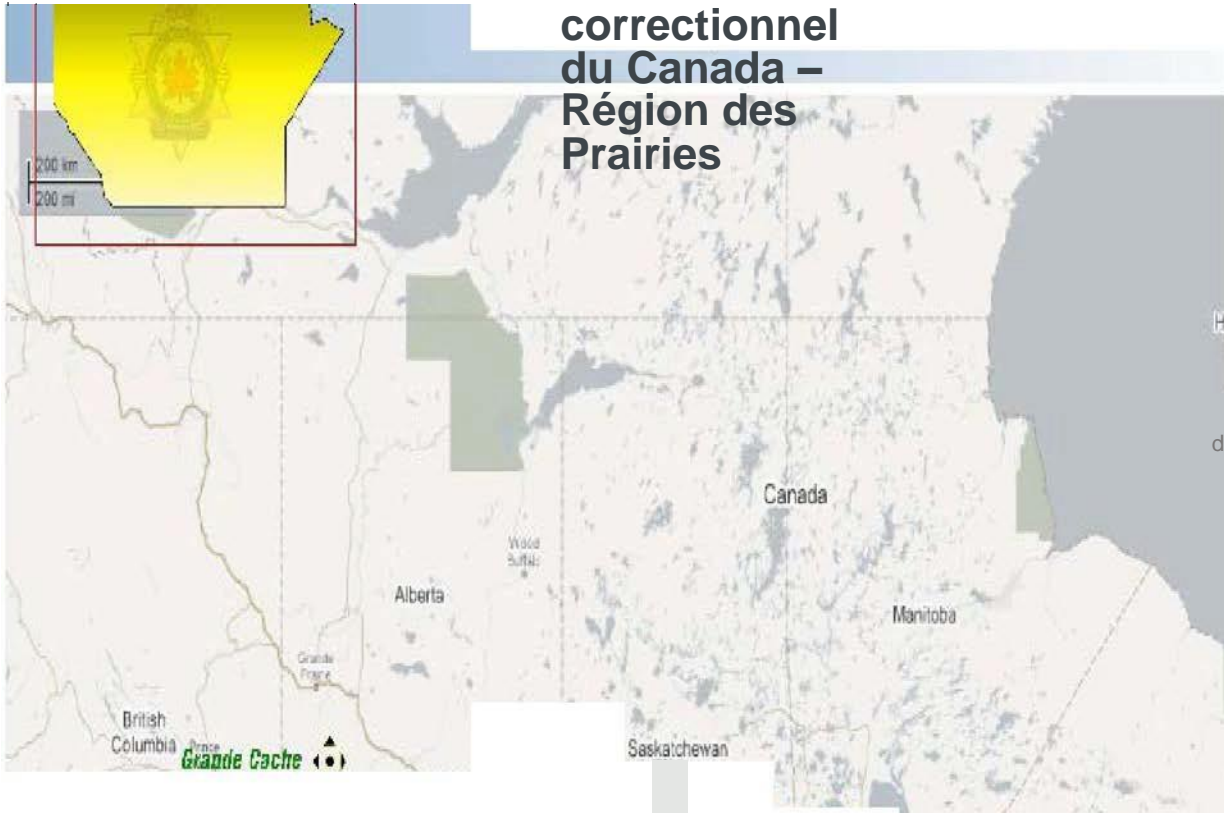 correctionnel
du Canada –
Région des
Prairies
200 km
200 mi
H
d
Canada
Wood
Buffalo
Alberta
Manitoba
Grande
Prairie
British
Columbia
Prince
Grande Cache
Saskatchewan